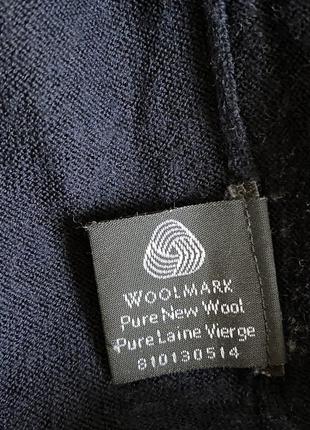 WOOLMARK
Pure New Wool
Pure Laine Vierge
810130514